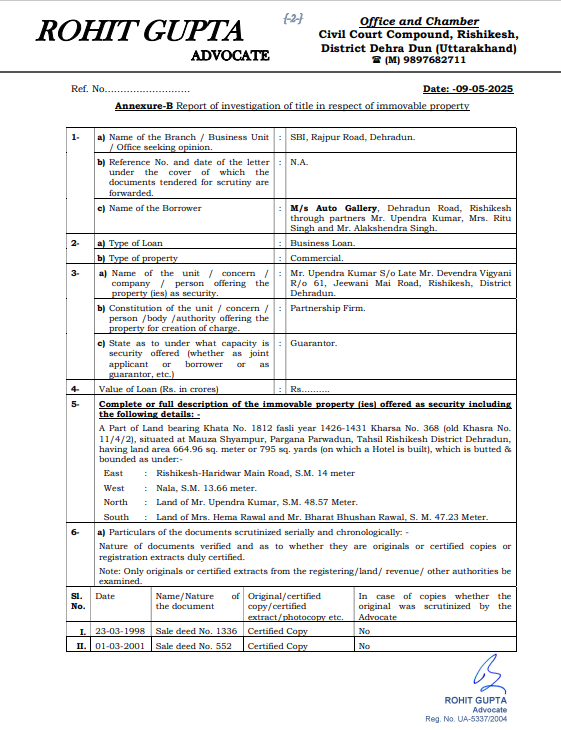 ROHIT GUPTA
ADVOCATE
{-2-}
Office and Chamber
Civil Court Compound, Rishikesh,
District Dehra Dun (Uttarakhand)
☎ (M) 9897682711
Ref. No……………………… Date: -09-05-2025
Annexure-B Report of investigation of title in respect of immovable property
1- a) Name of the Branch / Business Unit : SBI, Rajpur Road, Dehradun.
/ Office seeking opinion.
b) Reference No. and date of the letter : N.A.
under the cover of which the
documents tendered for scrutiny are
forwarded.
c) Name of the Borrower : M/s Auto Gallery, Dehradun Road, Rishikesh
through partners Mr. Upendra Kumar, Mrs. Ritu
Singh and Mr. Alakshendra Singh.
2- a) Type of Loan : Business Loan.
b) Type of property : Commercial.
3- a) Name of the unit / concern / : Mr. Upendra Kumar S/o Late Mr. Devendra Vigyani
company / person offering the R/o 61, Jeewani Mai Road, Rishikesh, District
property (ies) as security. Dehradun.
b) Constitution of the unit / concern / : Partnership Firm.
person /body /authority offering the
property for creation of charge.
c) State as to under what capacity is : Guarantor.
security offered (whether as joint
applicant or borrower or as
guarantor, etc.)
4- Value of Loan (Rs. in crores) : Rs……….
5- Complete or full description of the immovable property (ies) offered as security including
the following details: -
A Part of Land bearing Khata No. 1812 fasli year 1426-1431 Kharsa No. 368 (old Khasra No.
11/4/2), situated at Mauza Shyampur, Pargana Parwadun, Tahsil Rishikesh District Dehradun,
having land area 664.96 sq. meter or 795 sq. yards (on which a Hotel is built), which is butted &
bounded as under:-
East : Rishikesh-Haridwar Main Road, S.M. 14 meter
West : Nala, S.M. 13.66 meter.
North : Land of Mr. Upendra Kumar, S.M. 48.57 Meter.
South : Land of Mrs. Hema Rawal and Mr. Bharat Bhushan Rawal, S. M. 47.23 Meter.
6- a) Particulars of the documents scrutinized serially and chronologically: -
Nature of documents verified and as to whether they are originals or certified copies or
registration extracts duly certified.
Note: Only originals or certified extracts from the registering/land/ revenue/ other authorities be
examined.
Sl. Date Name/Nature of Original/certified In case of copies whether the
No. the document copy/certified original was scrutinized by the
extract/photocopy etc. Advocate
I. 23-03-1998 Sale deed No. 1336 Certified Copy No
II. 01-03-2001 Sale deed No. 552 Certified Copy No
ROHIT GUPTA
Advocate
Reg. No. UA-5337/2004